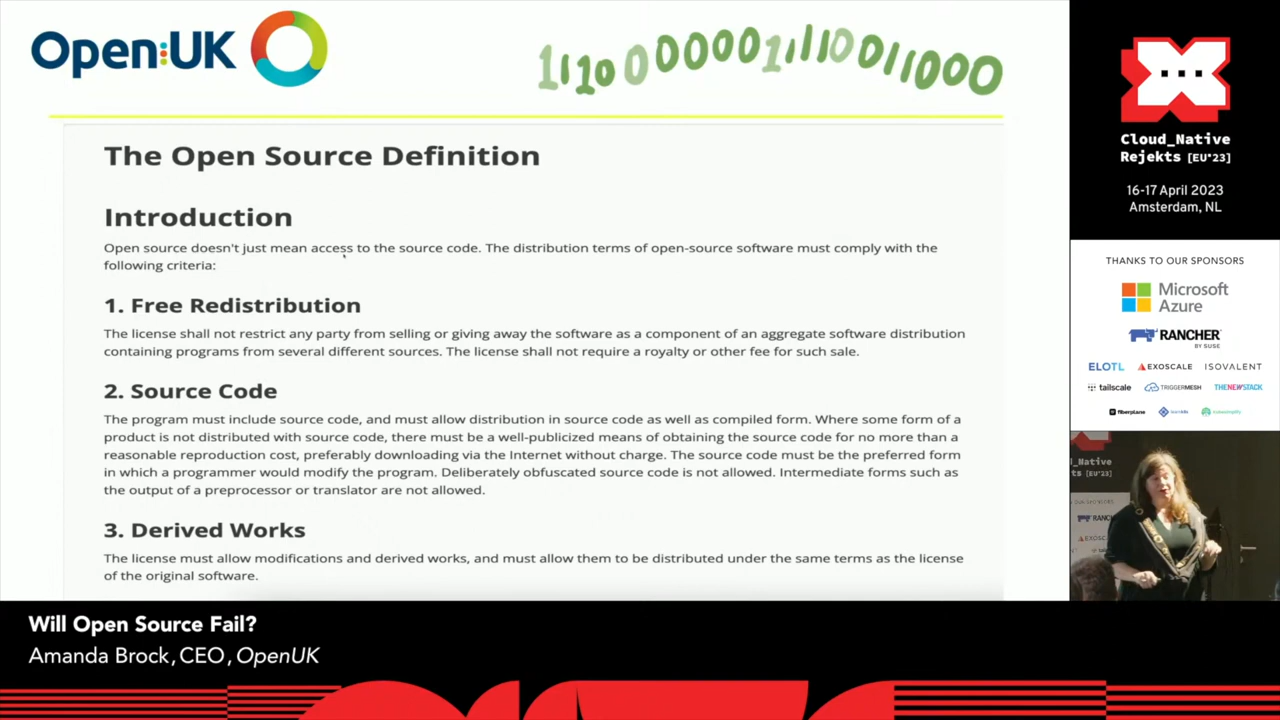 Open:UK
1110 00000111100111000
The Open Source Definition
Introduction
Open source doesn't just mean access to the source code. The distribution terms of open-source software must comply with the
following criteria:
1. Free Redistribution
The license shall not restrict any party from selling or giving away the software as a component of an aggregate software distribution
containing programs from several different sources. The license shall not require a royalty or other fee for such sale.
2. Source Code
The program must include source code, and must allow distribution in source code as well as compiled form. Where some form of a
product is not distributed with source code, there must be a well-publicized means of obtaining the source code for no more than a
reasonable reproduction cost, preferably downloading via the Internet without charge. The source code must be the preferred form
in which a programmer would modify the program. Deliberately obfuscated source code is not allowed. Intermediate forms such as
the output of a preprocessor or translator are not allowed.
3. Derived Works
The license must allow modifications and derived works, and must allow them to be distributed under the same terms as the license
of the original software.
Cloud_Native
Rejekts [EU'23]
16-17 April 2023
Amsterdam, NL
THANKS TO OUR SPONSORS
Microsoft
Azure
RANCHER
BY SUSE
ELOTL EXOSCALE ISOVALENT
tailscale TRIGGERMESH THENEWSTACK
fiberplane
l_Native
ts [EU'23]
RANC
EXOSC
Will Open Source Fail?
Amanda Brock, CEO, OpenUK